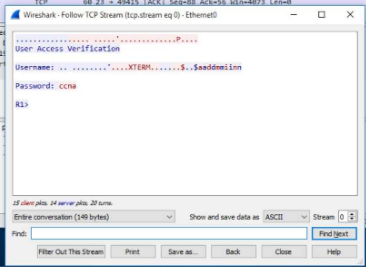 TCP 60 23 → 49415 [ACK] Seq=88 Ack=56 Win=4073 Len=0
Wireshark · Follow TCP Stream (tcp.stream eq 0) · Ethernet0
User Access Verification
Username: .. ........'....XTERM.......$..$aaddmmiinn
Password: ccna
R1>
15 client pkts, 14 server pkts, 20 turns.
Entire conversation (149 bytes)
Show and save data as ASCII Stream 0
Find: Find Next
Filter Out This Stream Print Save as... Back Close Help